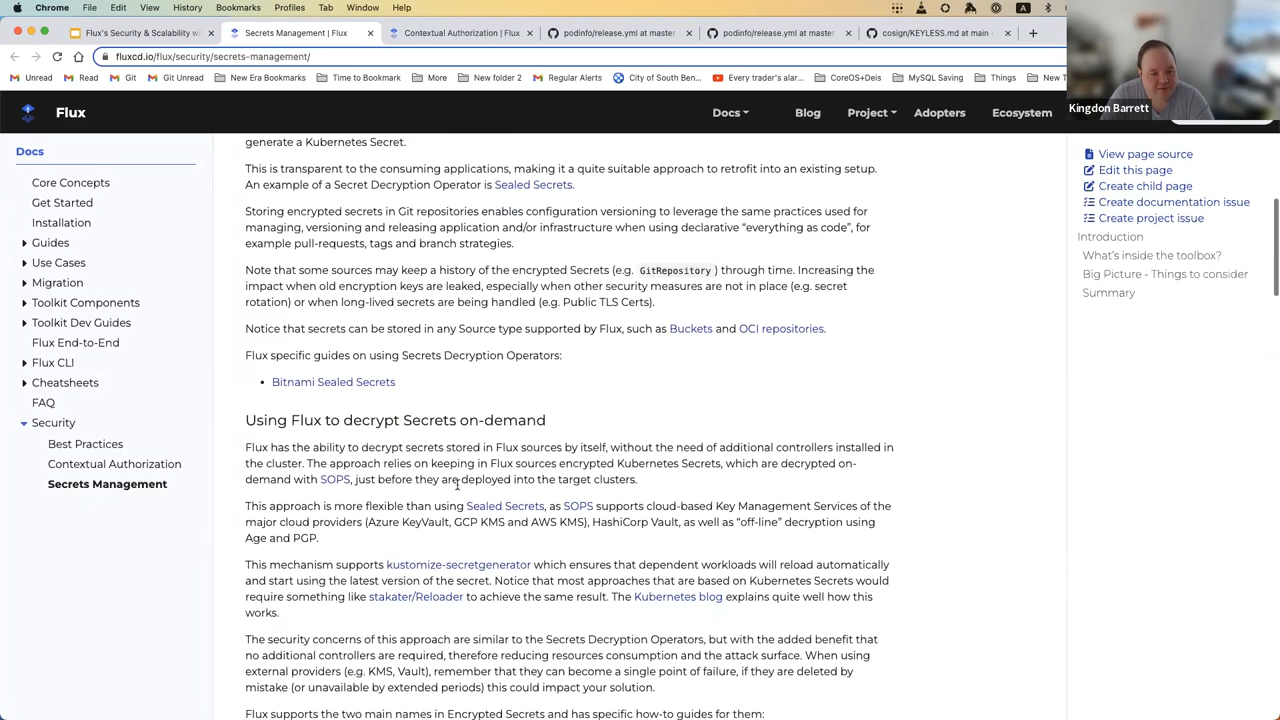 Chrome File Edit View History Bookmarks Profiles Tab Window Help
Flux's Security & Scalability wi
Secrets Management | Flux
Contextual Authorization | Flux
podinfo/release.yml at master
podinfo/release.yml at master
cosign/KEYLESS.md at main
fluxcd.io/flux/security/secrets-management/
Unread Read Git Git Unread New Era Bookmarks Time to Bookmark More New folder 2 Regular Alerts City of South Ben... Every trader's alar... CoreOS+Deis MySQL Saving Things New T
Kingdon Barrett
Flux
Docs Blog Project Adopters Ecosystem
Docs
Core Concepts
Get Started
Installation
Guides
Use Cases
Migration
Toolkit Components
Toolkit Dev Guides
Flux End-to-End
Flux CLI
Cheatsheets
FAQ
Security
Best Practices
Contextual Authorization
Secrets Management
generate a Kubernetes Secret.
This is transparent to the consuming applications, making it a quite suitable approach to retrofit into an existing setup.
An example of a Secret Decryption Operator is Sealed Secrets.
Storing encrypted secrets in Git repositories enables configuration versioning to leverage the same practices used for
managing, versioning and releasing application and/or infrastructure when using declarative “everything as code”, for
example pull-requests, tags and branch strategies.
Note that some sources may keep a history of the encrypted Secrets (e.g. GitRepository) through time. Increasing the
impact when old encryption keys are leaked, especially when other security measures are not in place (e.g. secret
rotation) or when long-lived secrets are being handled (e.g. Public TLS Certs).
Notice that secrets can be stored in any Source type supported by Flux, such as Buckets and OCI repositories.
Flux specific guides on using Secrets Decryption Operators:
• Bitnami Sealed Secrets
Using Flux to decrypt Secrets on-demand
Flux has the ability to decrypt secrets stored in Flux sources by itself, without the need of additional controllers installed in
the cluster. The approach relies on keeping in Flux sources encrypted Kubernetes Secrets, which are decrypted on-
demand with SOPS, just before they are deployed into the target clusters.
This approach is more flexible than using Sealed Secrets, as SOPS supports cloud-based Key Management Services of the
major cloud providers (Azure KeyVault, GCP KMS and AWS KMS), HashiCorp Vault, as well as “off-line” decryption using
Age and PGP.
This mechanism supports kustomize-secretgenerator which ensures that dependent workloads will reload automatically
and start using the latest version of the secret. Notice that most approaches that are based on Kubernetes Secrets would
require something like stakater/Reloader to achieve the same result. The Kubernetes blog explains quite well how this
works.
The security concerns of this approach are similar to the Secrets Decryption Operators, but with the added benefit that
no additional controllers are required, therefore reducing resources consumption and the attack surface. When using
external providers (e.g. KMS, Vault), remember that they can become a single point of failure, if they are deleted by
mistake (or unavailable by extended periods) this could impact your solution.
Flux supports the two main names in Encrypted Secrets and has specific how-to guides for them:
View page source
Edit this page
Create child page
Create documentation issue
Create project issue
Introduction
What's inside the toolbox?
Big Picture - Things to consider
Summary